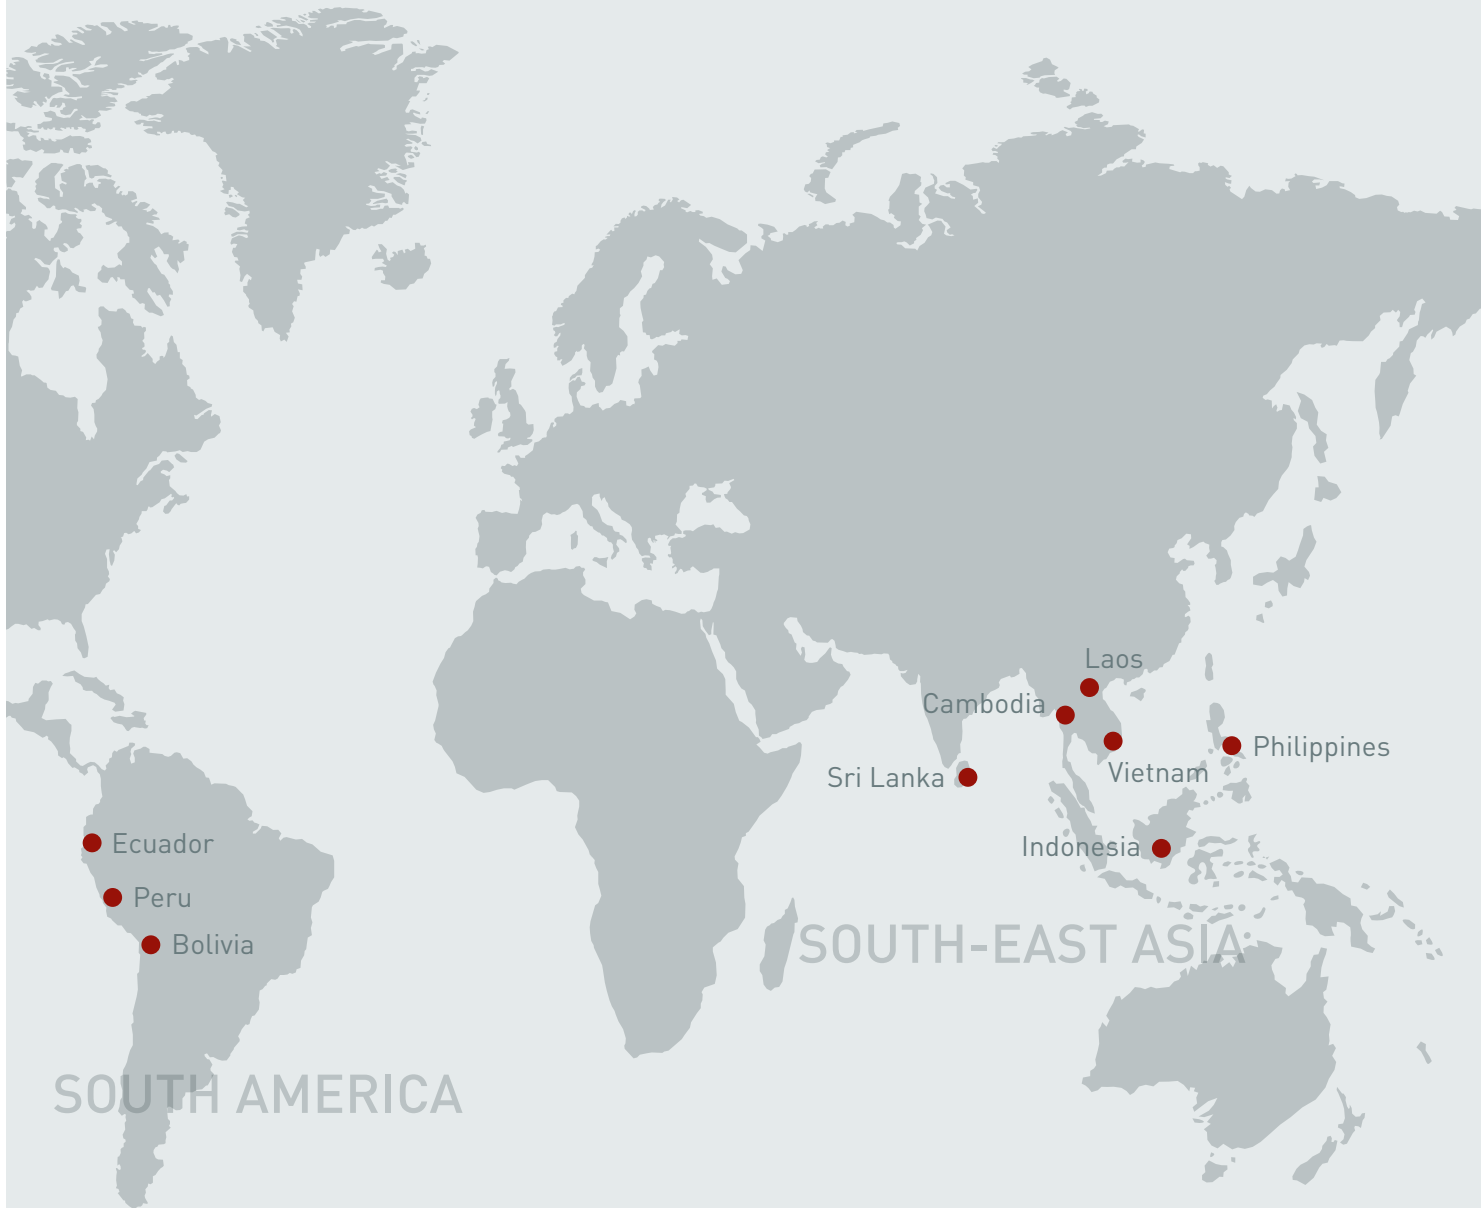 Laos
Cambodia
Philippines
Vietnam
Sri Lanka
Ecuador
Indonesia
Peru
Bolivia
SOUTH-EAST ASIA
SOUTH AMERICA